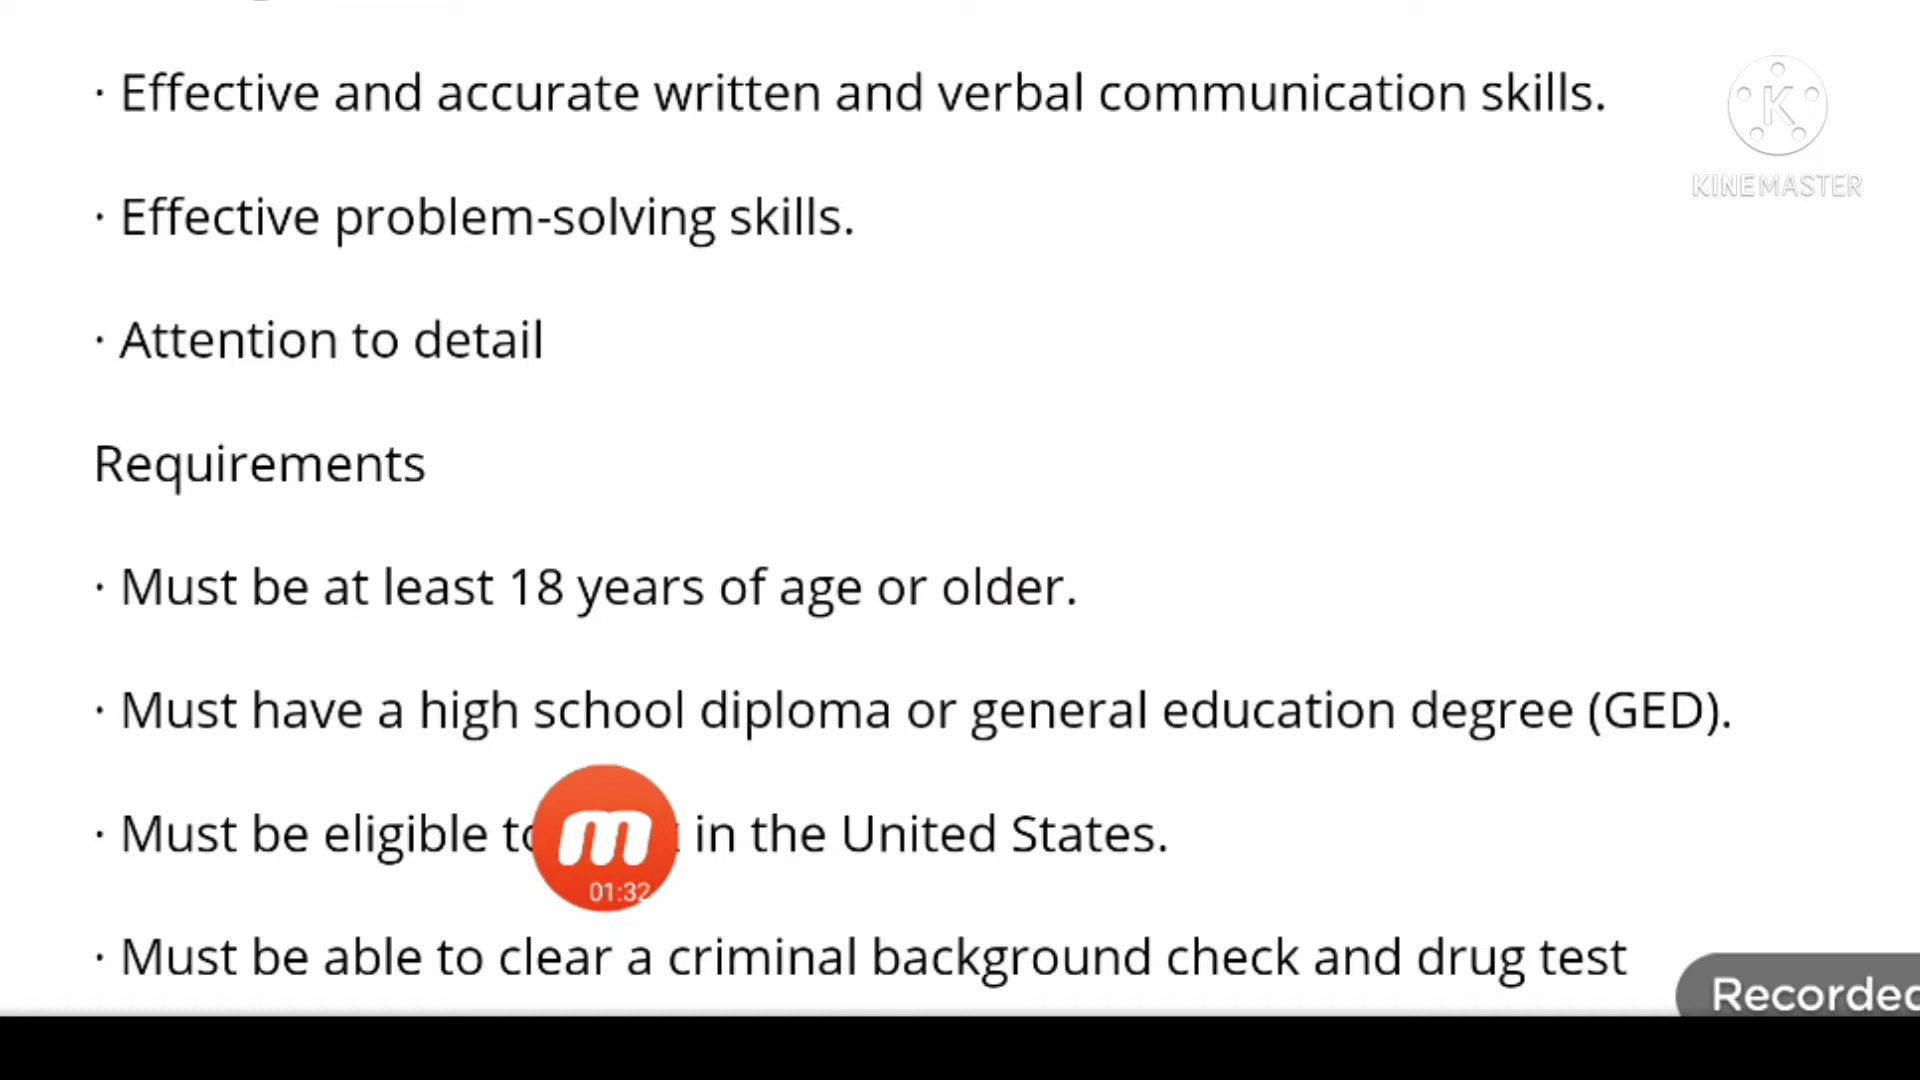 · Effective and accurate written and verbal communication skills.
K
KINEMASTER
· Effective problem-solving skills.
· Attention to detail
Requirements
· Must be at least 18 years of age or older.
· Must have a high school diploma or general education degree (GED).
· Must be eligible to in the United States.
m
01:32
· Must be able to clear a criminal background check and drug test
Recorded